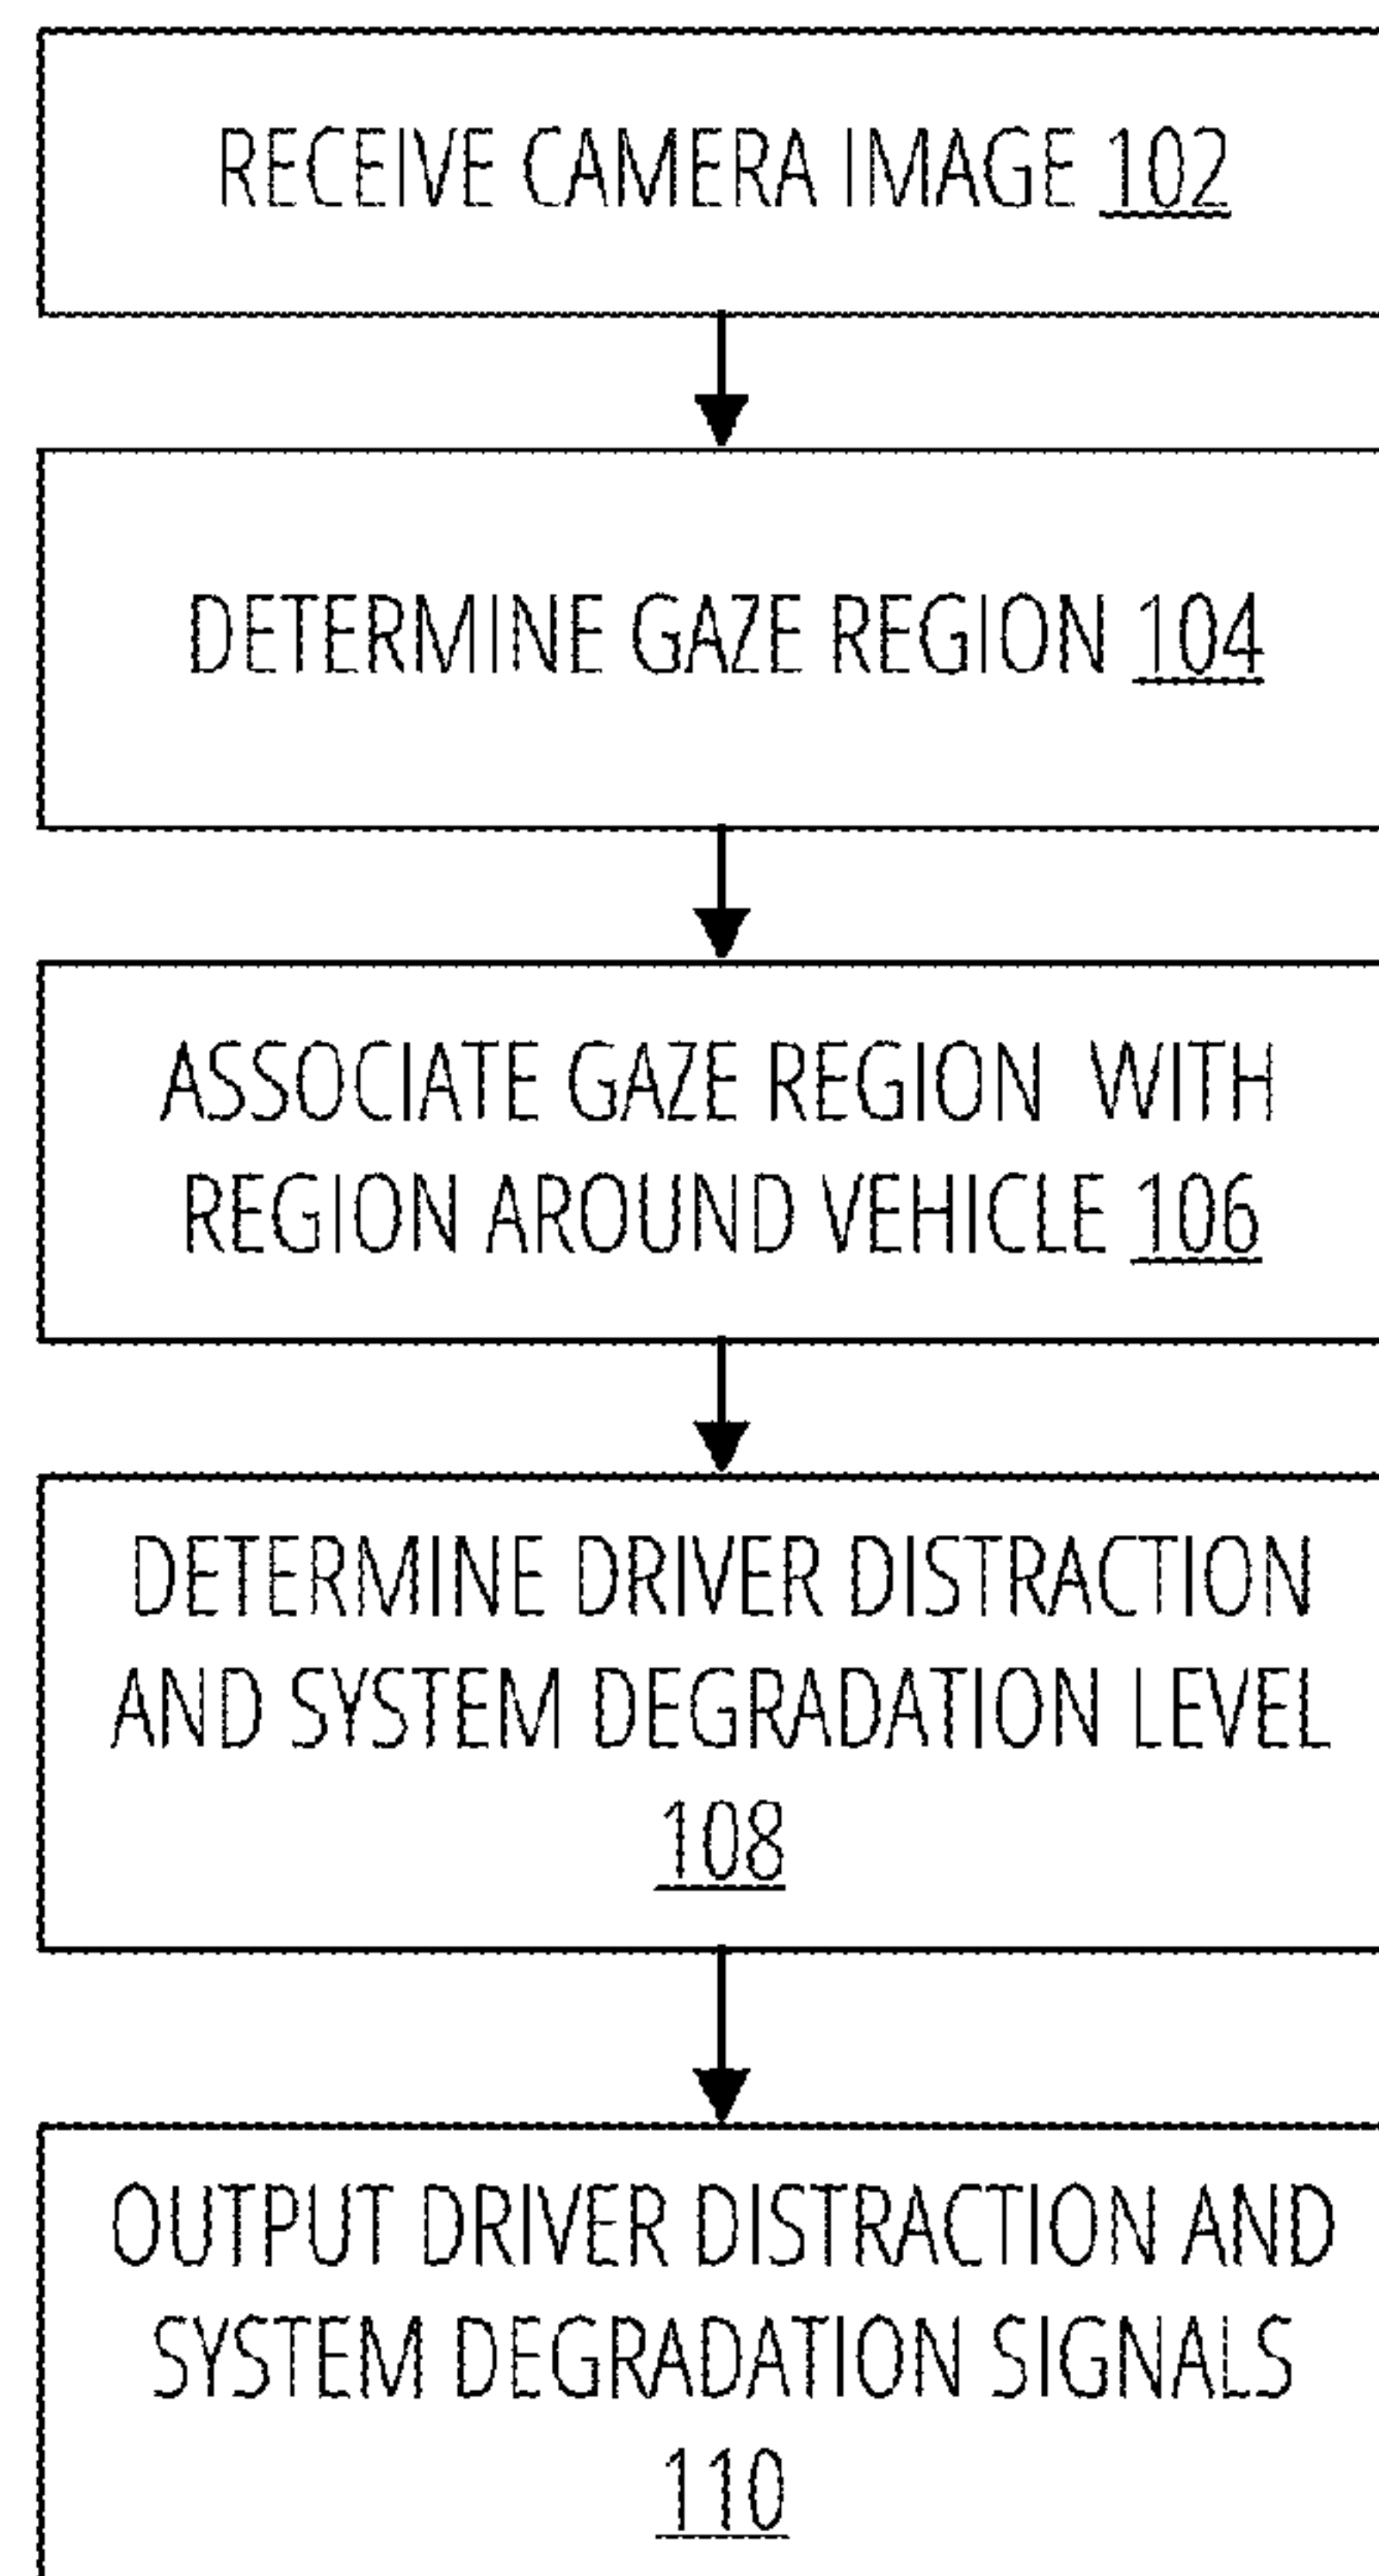 RECEIVE CAMERA IMAGE 102
DETERMINE GAZE REGION 104
ASSOCIATE GAZE REGION WITH
REGION AROUND VEHICLE 106
DETERMINE DRIVER DISTRACTION
AND SYSTEM DEGRADATION LEVEL
108
OUTPUT DRIVER DISTRACTION AND
SYSTEM DEGRADATION SIGNALS
110